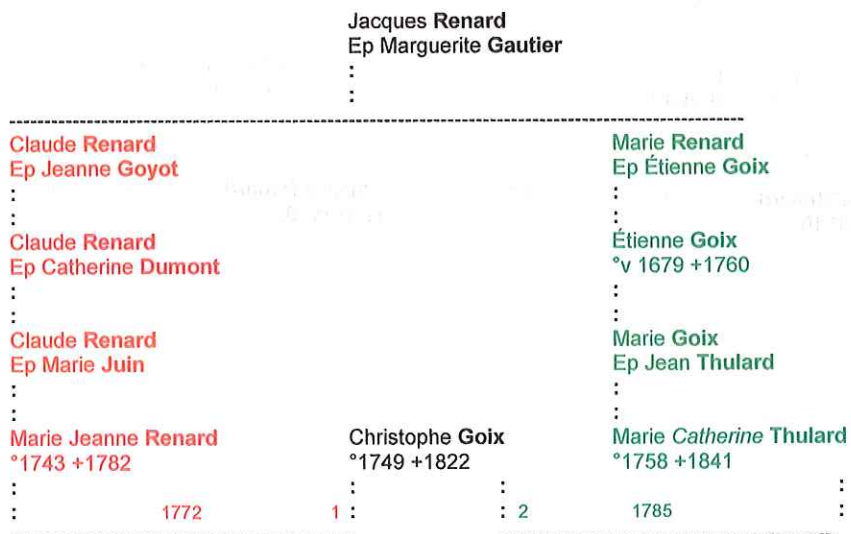 Jacques Renard
Ep Marguerite Gautier
:
:
Claude Renard
Ep Jeanne Goyot
:
:
Marie Renard
Ep Étienne Goix
:
:
Claude Renard
Ep Catherine Dumont
:
:
Étienne Goix
°v 1679 +1760
:
:
Claude Renard
Ep Marie Juin
:
:
Marie Goix
Ep Jean Thulard
:
:
Marie Jeanne Renard
°1743 +1782
Christophe Goix
°1749 +1822
Marie Catherine Thulard
°1758 +1841
: : : :
: 1772 1 : : 2 1785 :